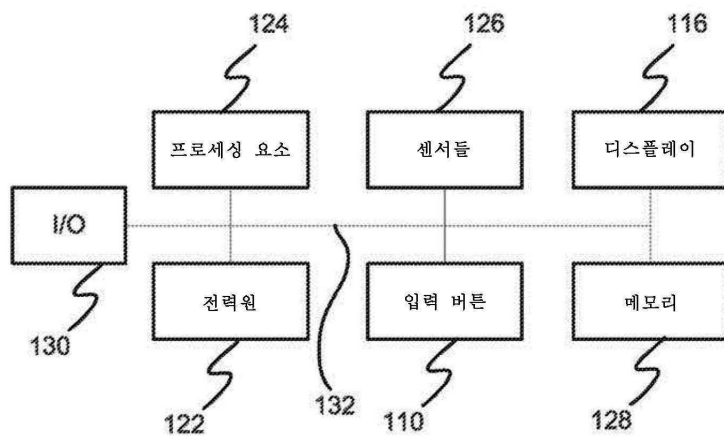 124
126
116
프로세싱 요소
센서들
디스플레이
I/O
전력원
입력 버튼
메모리
130
122
132
110
128